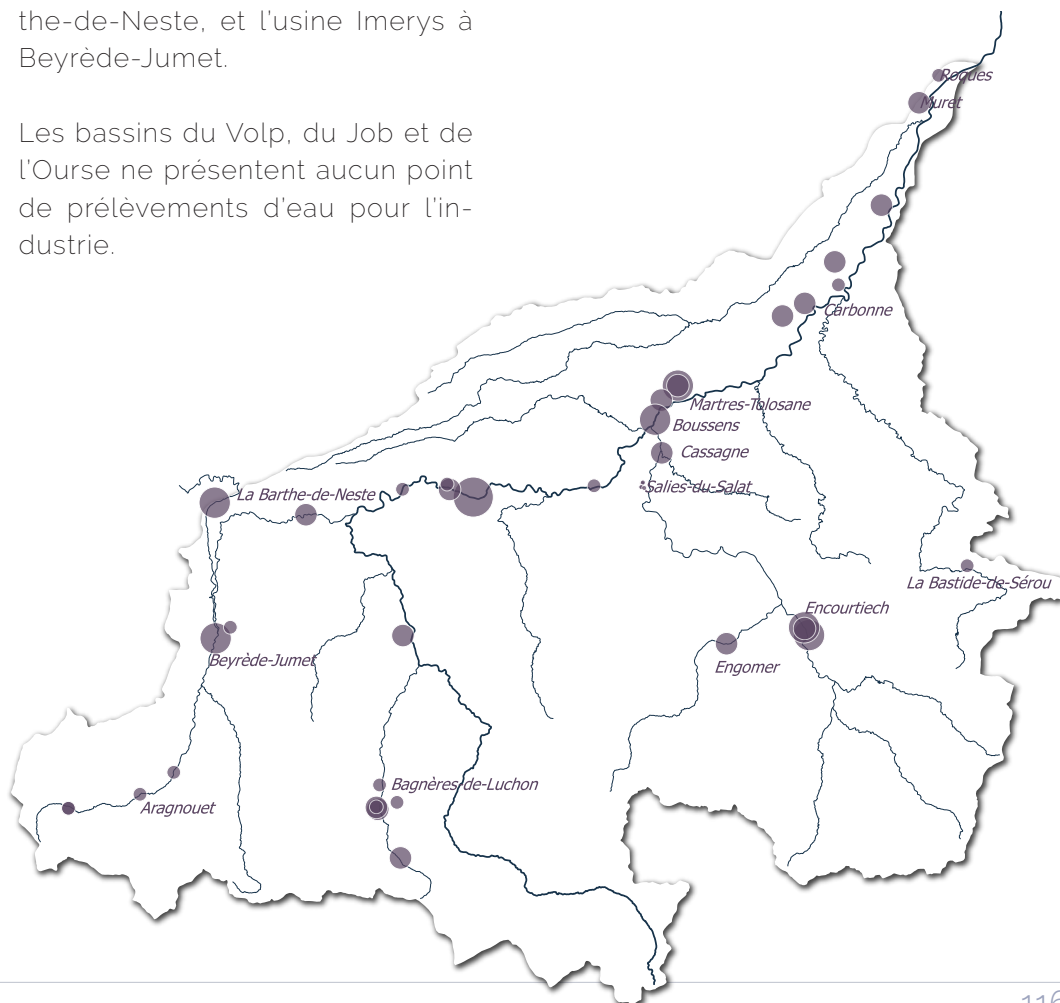 the-de-Neste, et l'usine Imerys à
Beyrède-Jumet.
Les bassins du Volp, du Job et de
l'Ourse ne présentent aucun point
de prélèvements d'eau pour l'in-
dustrie.
Roques
Muret
Carbonne
Martres-Tolosane
Boussens
Cassagne
Salies-du-Salat
La Barthe-de-Neste
La Bastide-de-Sérou
Encourtiech
Engomer
Beyrède-Jumet
Bagnères-de-Luchon
Aragnouet